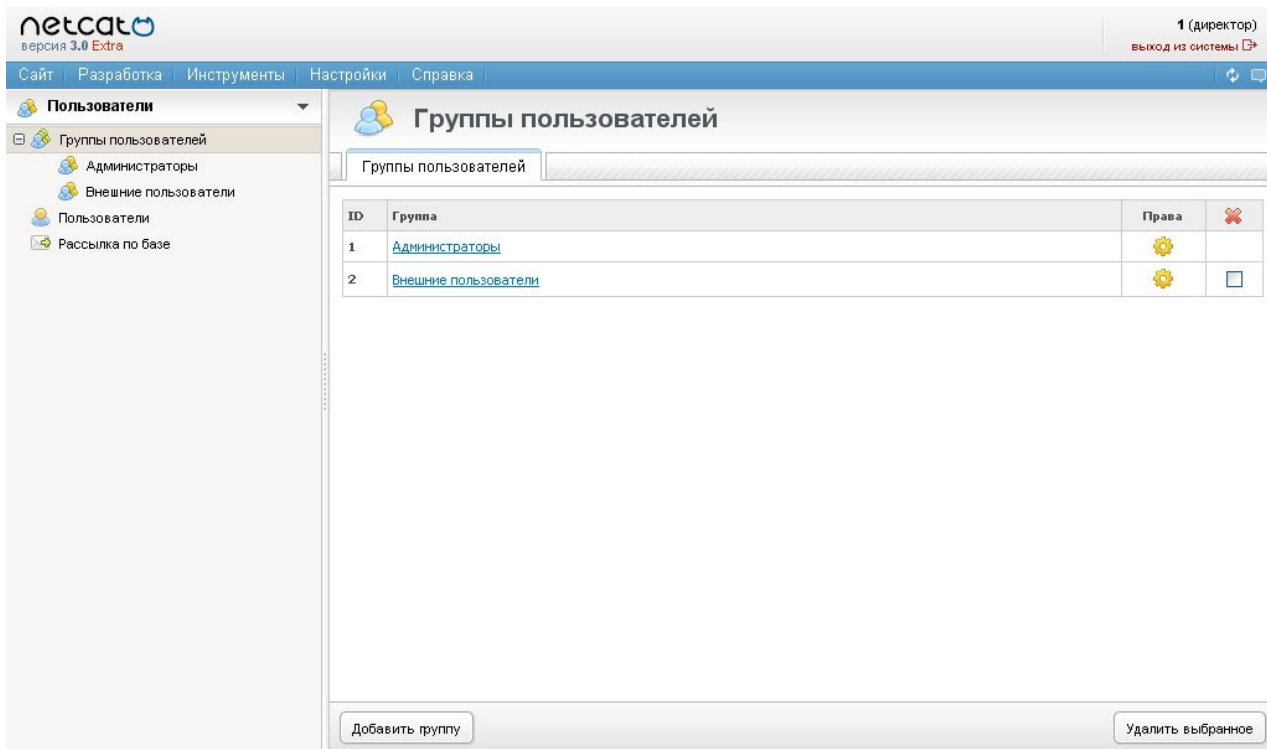 netcat
1 (директор)
версия 3.0 Extra
выход из системы
Сайт Разработка Инструменты Настройки Справка
Пользователи
Группы пользователей
Администраторы
Внешние пользователи
Пользователи
Рассылка по базе
Группы пользователей
Группы пользователей
ID Группа Права
1 Администраторы
2 Внешние пользователи
Добавить группу
Удалить выбранное